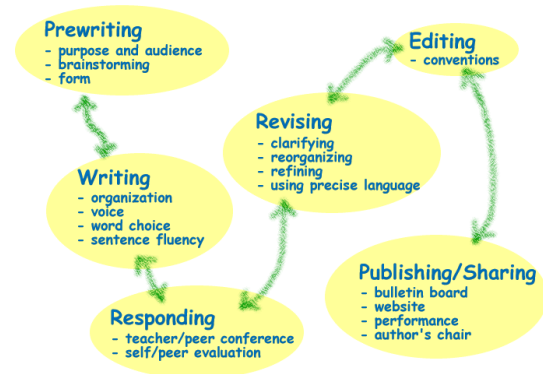 Prewriting
- purpose and audience
- brainstorming
- form
Writing
- organization
- voice
- word choice
- sentence fluency
Responding
- teacher/peer conference
- self/peer evaluation
Revising
- clarifying
- reorganizing
- refining
- using precise language
Editing
- conventions
Publishing/Sharing
- bulletin board
- website
- performance
- author's chair